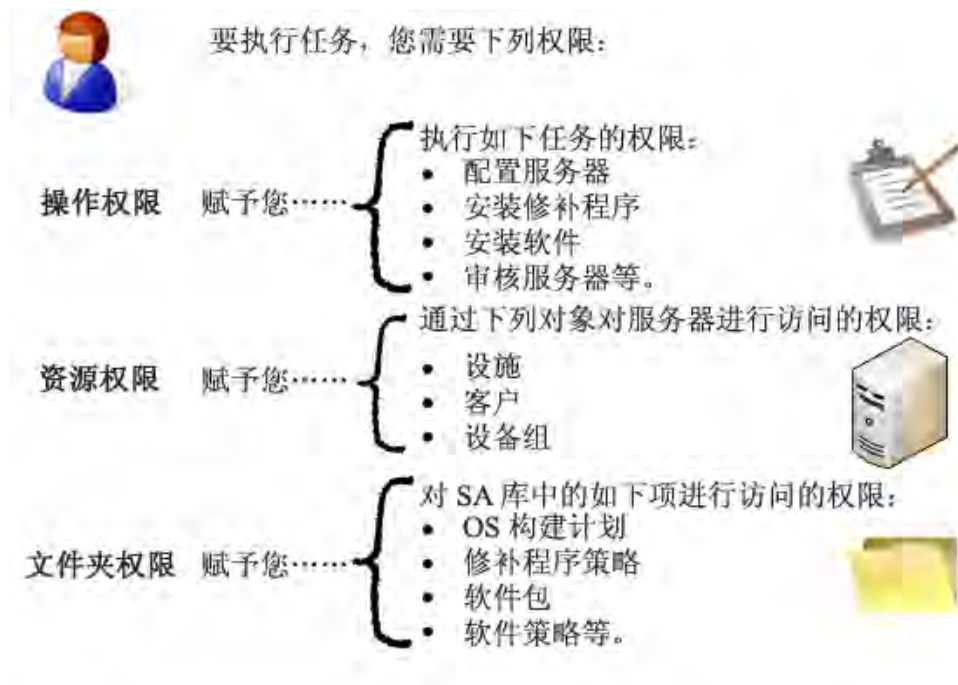 要执行任务，您需要下列权限：
执行如下任务的权限：
• 配置服务器
操作权限 赋予您……
• 安装修补程序
• 安装软件
• 审核服务器等。
通过下列对象对服务器进行访问的权限：
资源权限 赋予您……
• 设施
• 客户
• 设备组
对 SA 库中的如下项进行访问的权限：
• OS 构建计划
文件夹权限 赋予您……
• 修补程序策略
• 软件包
• 软件策略等。